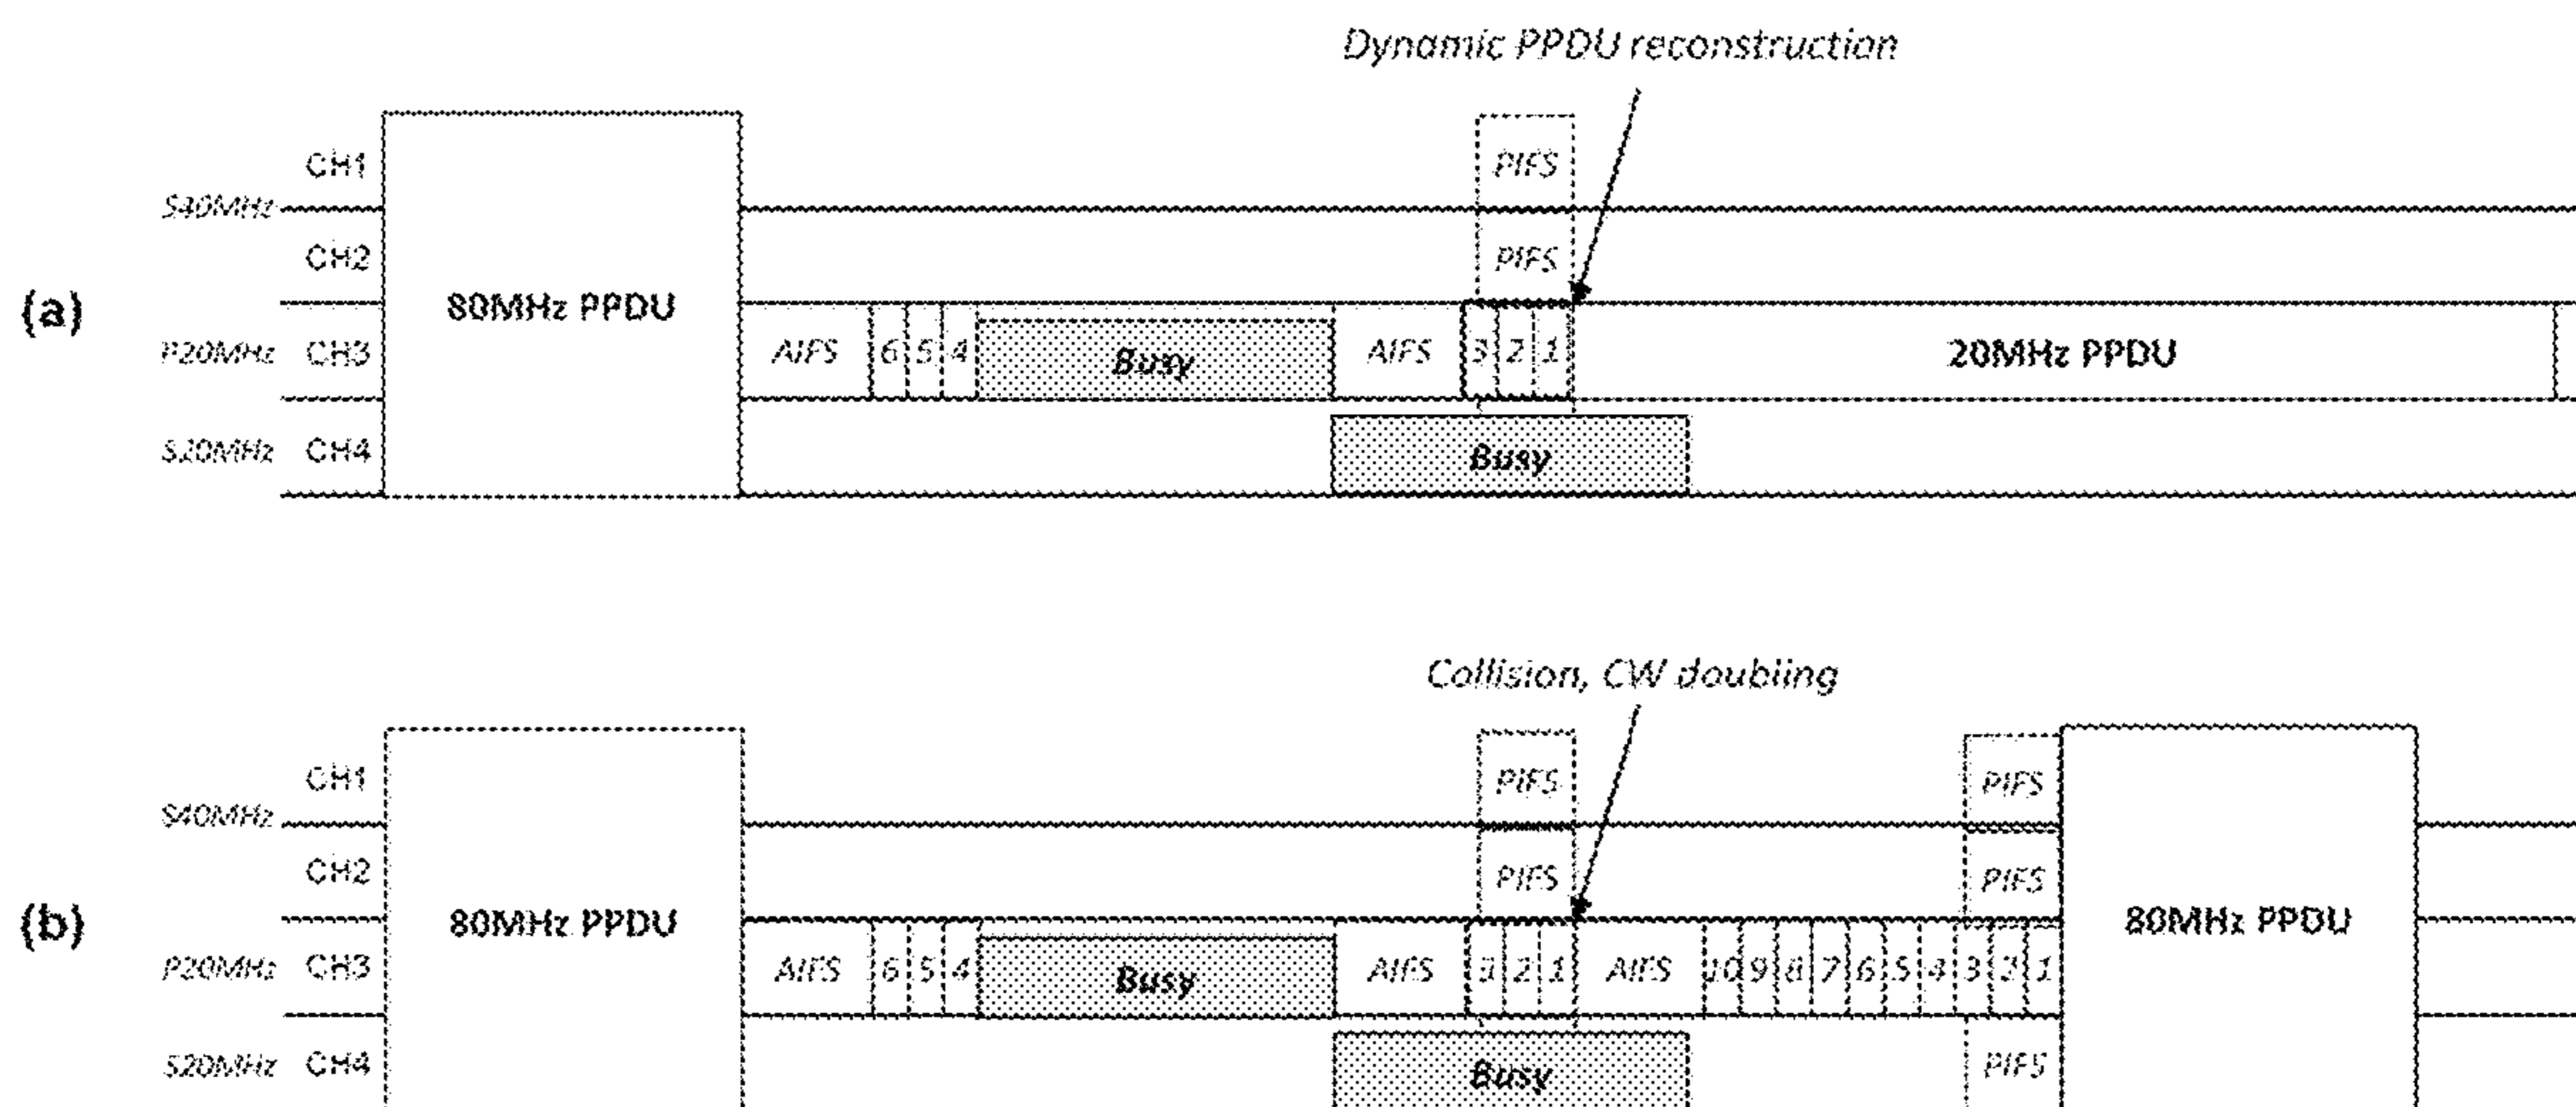 Dynamic PPDU reconstruction
CH1 PIFS
S40MHz
CH2 PIFS
(a) 80MHz PPDU
P20MHz CH3 AIFS 6 5 4 Busy AIFS 3 2 1 20MHz PPDU
S20MHz CH4 Busy
Collision, CW doubling
CH1 PIFS PIFS
S40MHz
CH2 PIFS PIFS
(b) 80MHz PPDU 80MHz PPDU
P20MHz CH3 AIFS 6 5 4 Busy AIFS 3 2 1 AIFS 10 9 8 7 6 5 4 3 2 1
S20MHz CH4 Busy PIFS